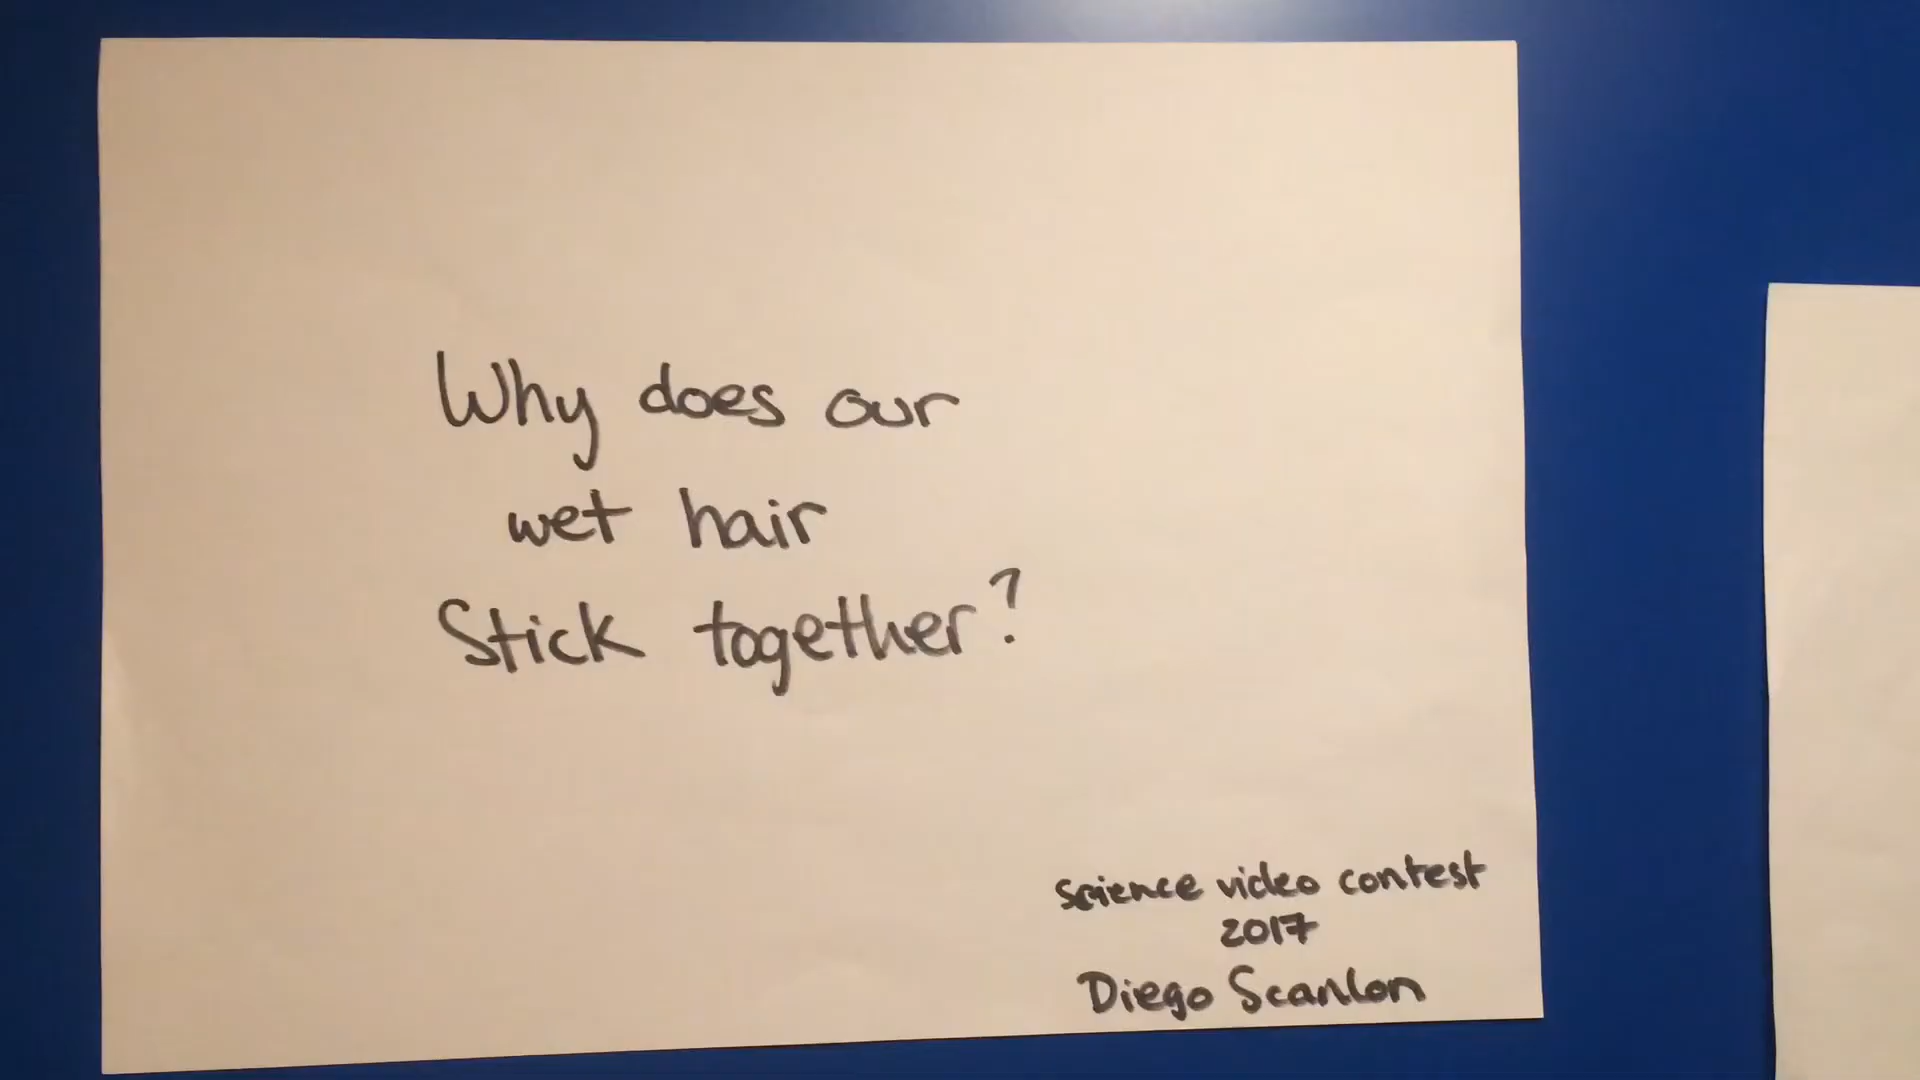 Why does our
wet hair
Stick together?
science video contest
2017
Diego Scanlon